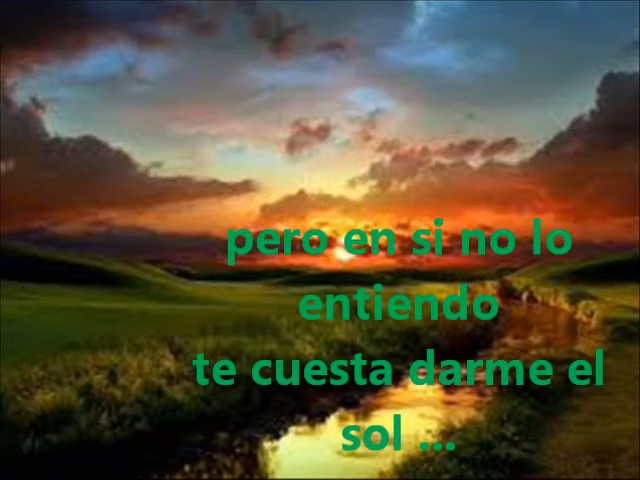 pero en si no lo
entiendo
te cuesta darme el
sol ...